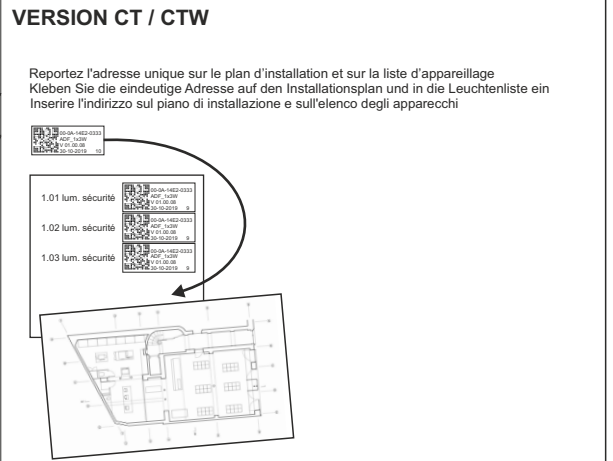 VERSION CT / CTW
Reportez l'adresse unique sur le plan d'installation et sur la liste d'appareillage
Kleben Sie die eindeutige Adresse auf den Installationsplan und in die Leuchtenliste ein
Inserire l'indirizzo sul piano di installazione e sull'elenco degli apparecchi
00-0A-14E2-0333
ADF_1x3W
V 01.00.08
30-10-2019 10
1.01 lum. sécurité
00-0A-14E2-0333
ADF_1x3W
V 01.00.08
30-10-2019 9
1.02 lum. sécurité
00-0A-14E2-0333
ADF_1x3W
V 01.00.08
30-10-2019 9
1.03 lum. sécurité
00-0A-14E2-0333
ADF_1x3W
V 01.00.08
30-10-2019 9